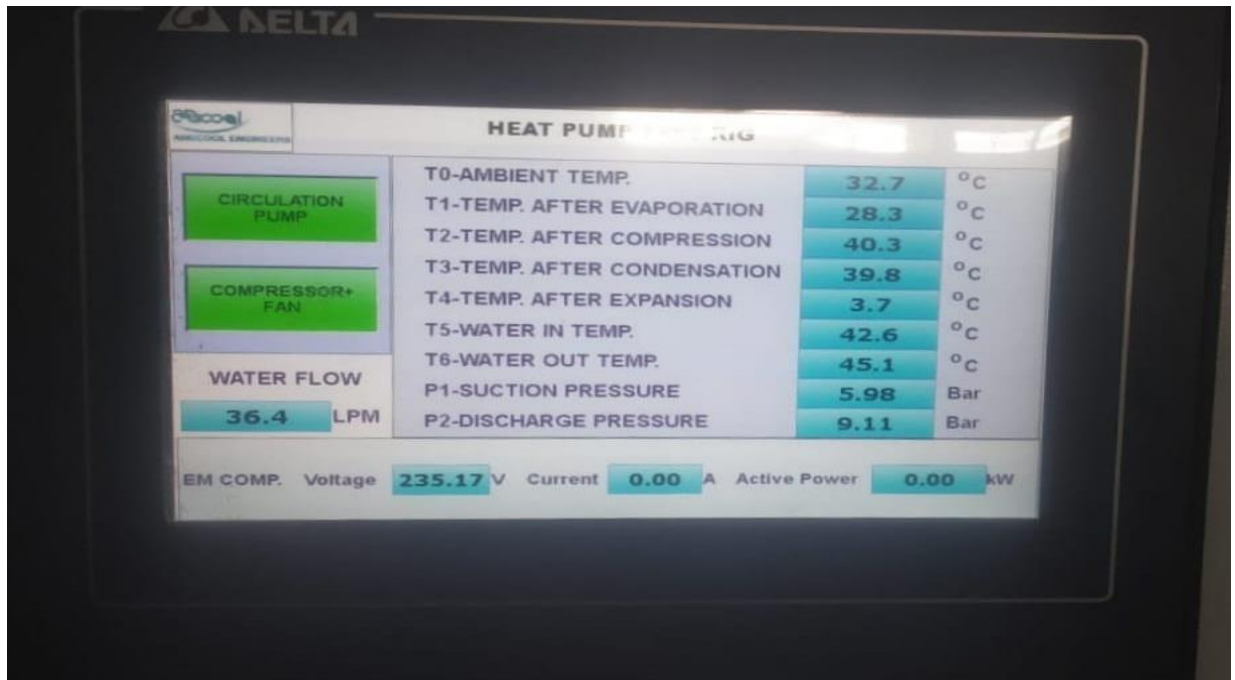 DELTA
HEAT PUMP RIG
CIRCULATION
PUMP
COMPRESSOR+
FAN
WATER FLOW
36.4 LPM
T0-AMBIENT TEMP. 32.7 °C
T1-TEMP. AFTER EVAPORATION 28.3 °C
T2-TEMP. AFTER COMPRESSION 40.3 °C
T3-TEMP. AFTER CONDENSATION 39.8 °C
T4-TEMP. AFTER EXPANSION 3.7 °C
T5-WATER IN TEMP. 42.6 °C
T6-WATER OUT TEMP. 45.1 °C
P1-SUCTION PRESSURE 5.98 Bar
P2-DISCHARGE PRESSURE 9.11 Bar
EM COMP. Voltage 235.17 V Current 0.00 A Active Power 0.00 kW